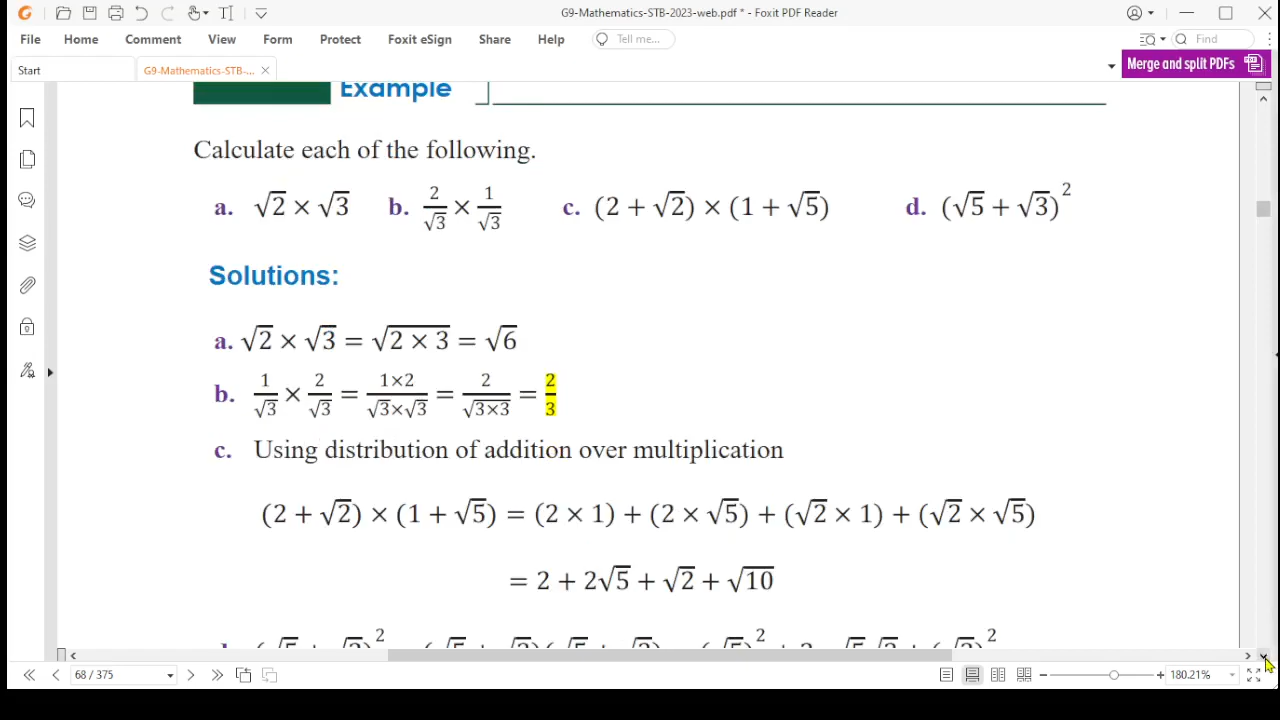 G9-Mathematics-STB-2023-web.pdf * - Foxit PDF Reader
File Home Comment View Form Protect Foxit eSign Share Help Tell me... Find
Start G9-Mathematics-STB-... Merge and split PDFs
Example
Calculate each of the following.
a. √2 × √3 b. 2/√3 × 1/√3 c. (2 + √2) × (1 + √5) d. (√5 + √3)²
Solutions:
a. √2 × √3 = √(2 × 3) = √6
b. 1/√3 × 2/√3 = (1×2)/(√3×√3) = 2/√(3×3) = 2/3
c. Using distribution of addition over multiplication
(2 + √2) × (1 + √5) = (2 × 1) + (2 × √5) + (√2 × 1) + (√2 × √5)
= 2 + 2√5 + √2 + √10
68 / 375 180.21%